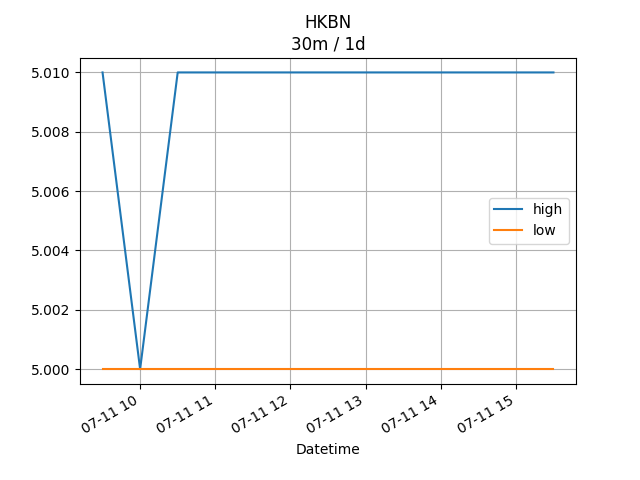 HKBN
30m / 1d
5.010
5.008
5.006
5.004
5.002
5.000
high
low
07-11 10
07-11 11
07-11 12
07-11 13
07-11 14
07-11 15
Datetime